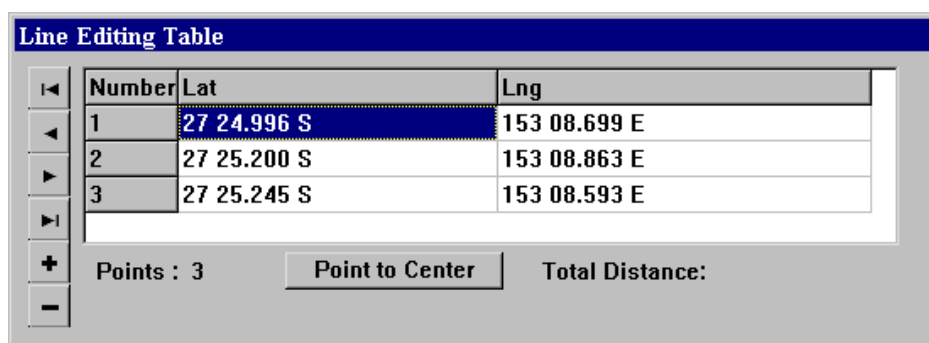 Line Editing Table
Number Lat Lng
1 27 24.996 S 153 08.699 E
2 27 25.200 S 153 08.863 E
3 27 25.245 S 153 08.593 E
Points : 3 Point to Center Total Distance: